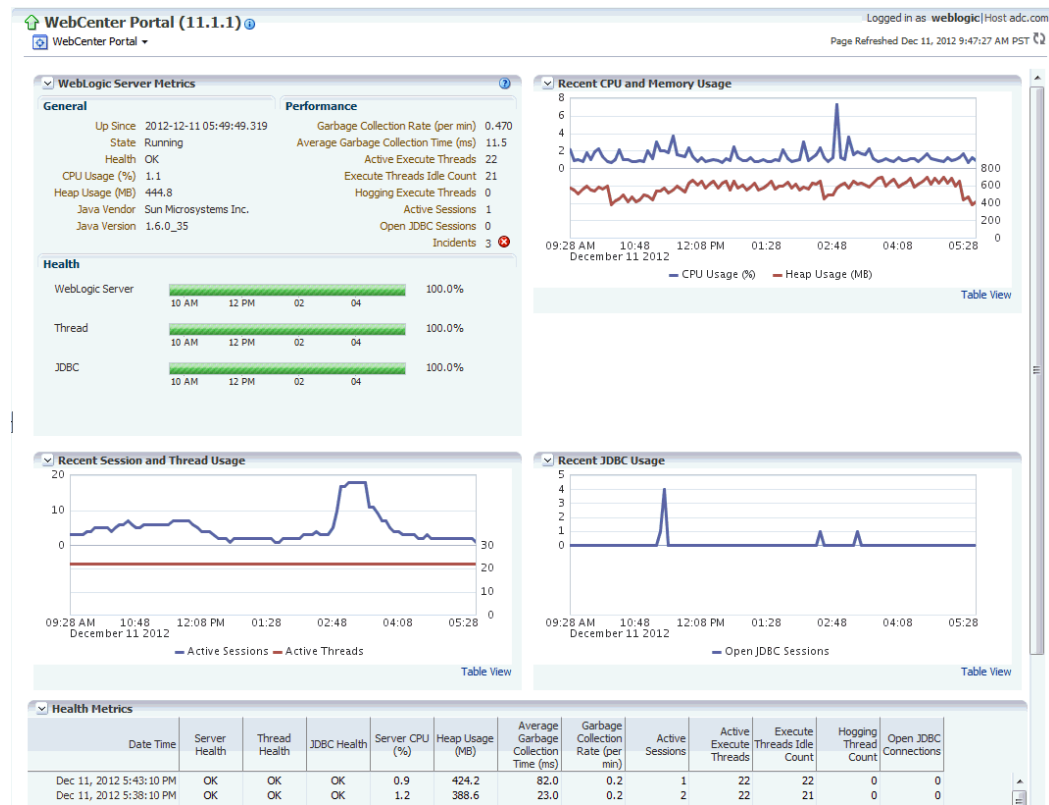 WebCenter Portal (11.1.1)
Logged in as weblogic|Host adc.com
WebCenter Portal
Page Refreshed Dec 11, 2012 9:47:27 AM PST
WebLogic Server Metrics
General
Up Since 2012-12-11 05:49:49.319
State Running
Health OK
CPU Usage (%) 1.1
Heap Usage (MB) 444.8
Java Vendor Sun Microsystems Inc.
Java Version 1.6.0_35
Performance
Garbage Collection Rate (per min) 0.470
Average Garbage Collection Time (ms) 11.5
Active Execute Threads 22
Execute Threads Idle Count 21
Hogging Execute Threads 0
Active Sessions 1
Open JDBC Sessions 0
Incidents 3
Health
WebLogic Server 100.0%
10 AM 12 PM 02 04
Thread 100.0%
10 AM 12 PM 02 04
JDBC 100.0%
10 AM 12 PM 02 04
Recent CPU and Memory Usage
8
6
4
2
0
800
600
400
200
0
09:28 AM 10:48 12:08 PM 01:28 02:48 04:08 05:28
December 11 2012
CPU Usage (%) Heap Usage (MB)
Table View
Recent Session and Thread Usage
20
10
0
30
20
10
0
09:28 AM 10:48 12:08 PM 01:28 02:48 04:08 05:28
December 11 2012
Active Sessions Active Threads
Table View
Recent JDBC Usage
5
4
3
2
1
0
09:28 AM 10:48 12:08 PM 01:28 02:48 04:08 05:28
December 11 2012
Open JDBC Sessions
Table View
Health Metrics
Date Time Server Health Thread Health JDBC Health Server CPU (%) Heap Usage (MB) Average Garbage Collection Time (ms) Garbage Collection Rate (per min) Active Sessions Active Execute Threads Execute Threads Idle Count Hogging Thread Count Open JDBC Connections
Dec 11, 2012 5:43:10 PM OK OK OK 0.9 424.2 82.0 0.2 1 22 22 0 0
Dec 11, 2012 5:38:10 PM OK OK OK 1.2 388.6 23.0 0.2 2 22 21 0 0